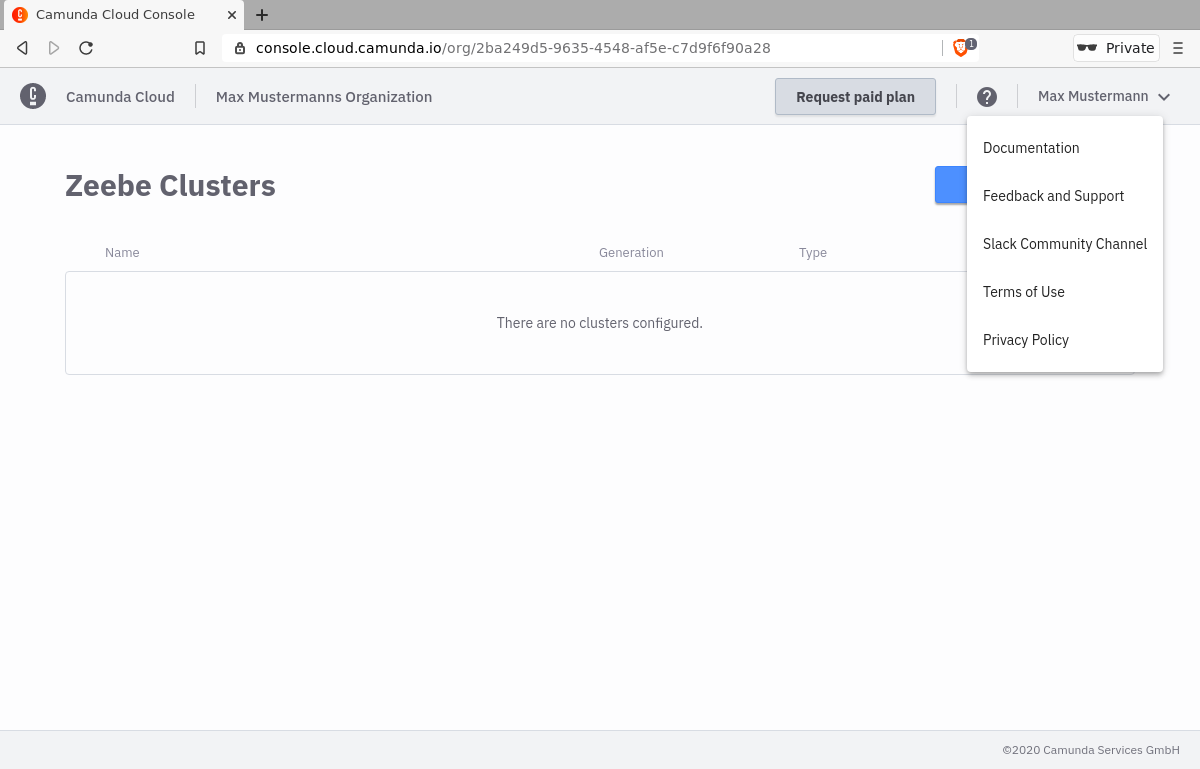 Camunda Cloud Console
console.cloud.camunda.io/org/2ba249d5-9635-4548-af5e-c7d9f6f90a28
1
Private
Camunda Cloud
Max Mustermanns Organization
Request paid plan
?
Max Mustermann
Documentation
Feedback and Support
Slack Community Channel
Terms of Use
Privacy Policy
Zeebe Clusters
Name Generation Type
There are no clusters configured.
©2020 Camunda Services GmbH